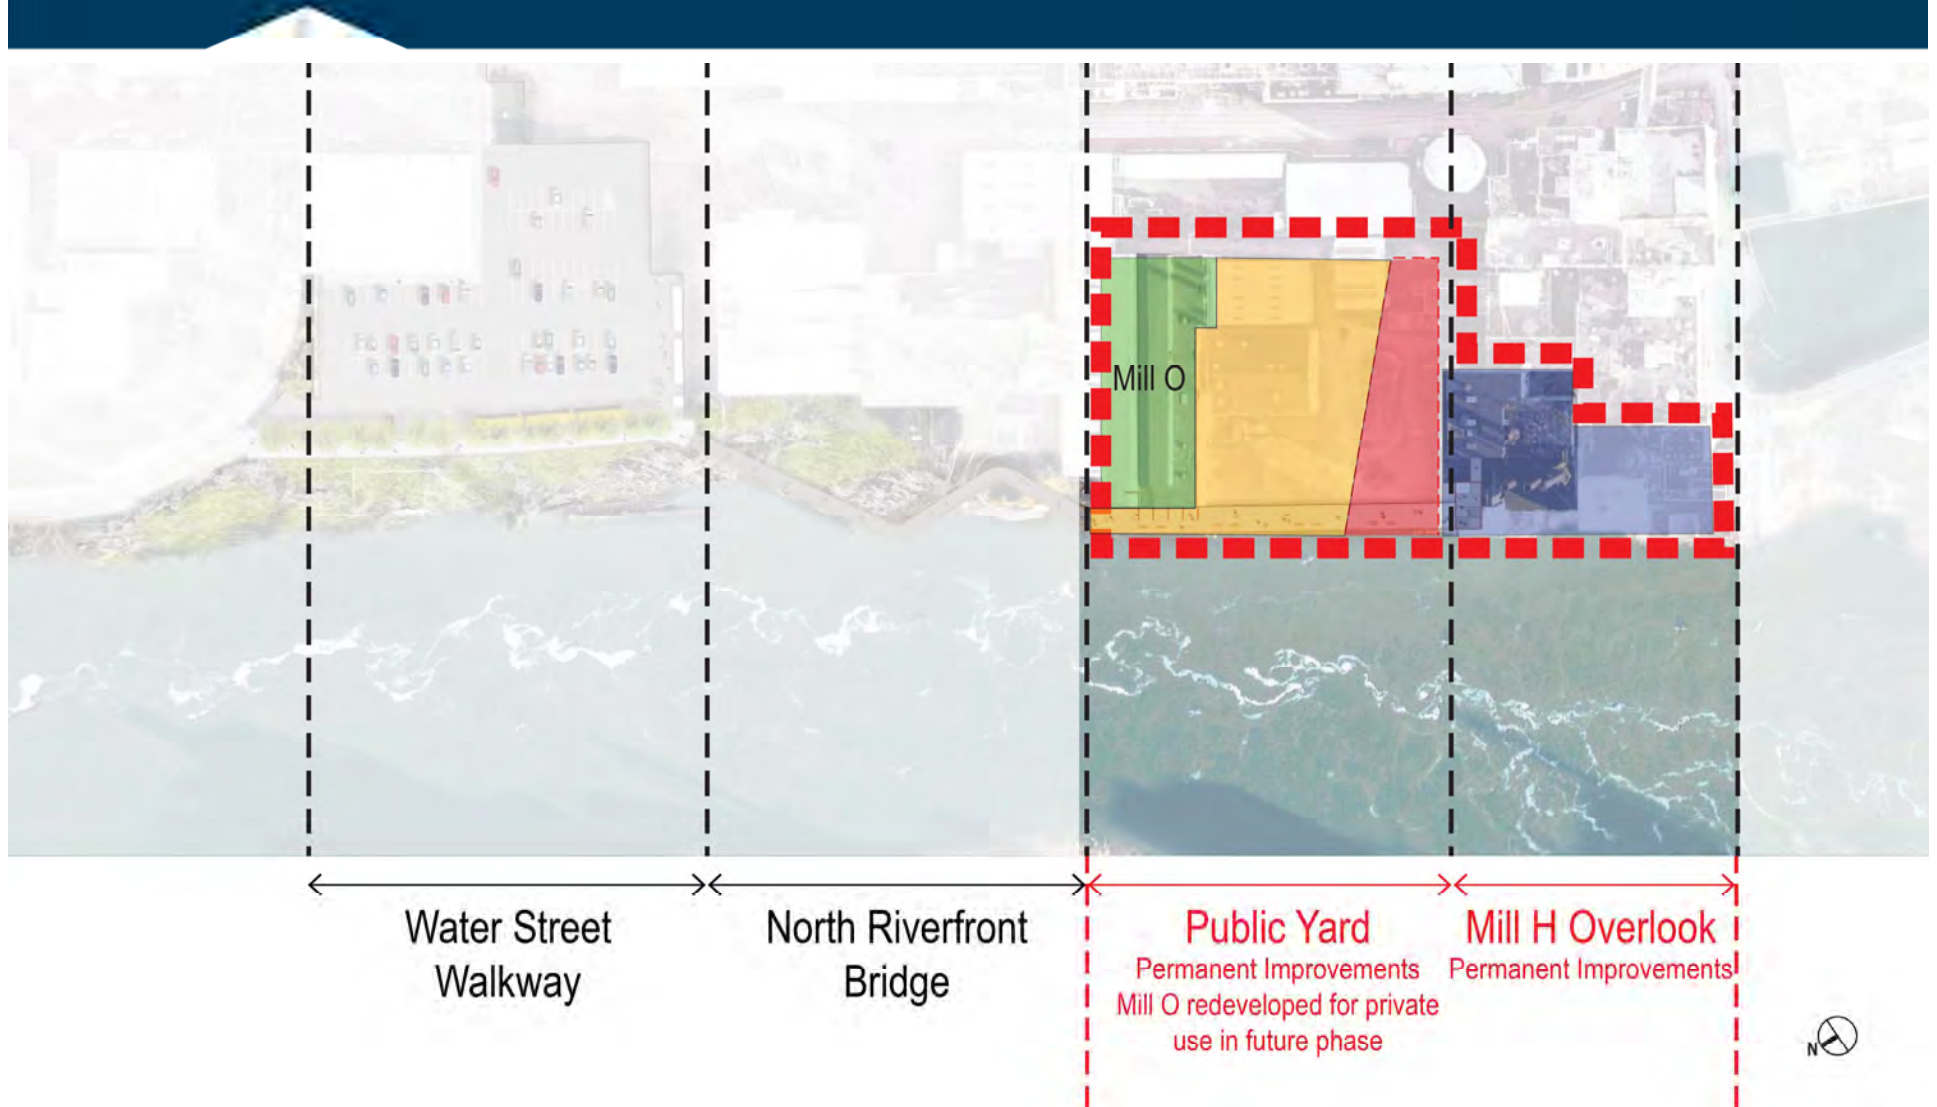 Mill O
Water Street
Walkway
North Riverfront
Bridge
Public Yard
Permanent Improvements
Mill O redeveloped for private
use in future phase
Mill H Overlook
Permanent Improvements
N